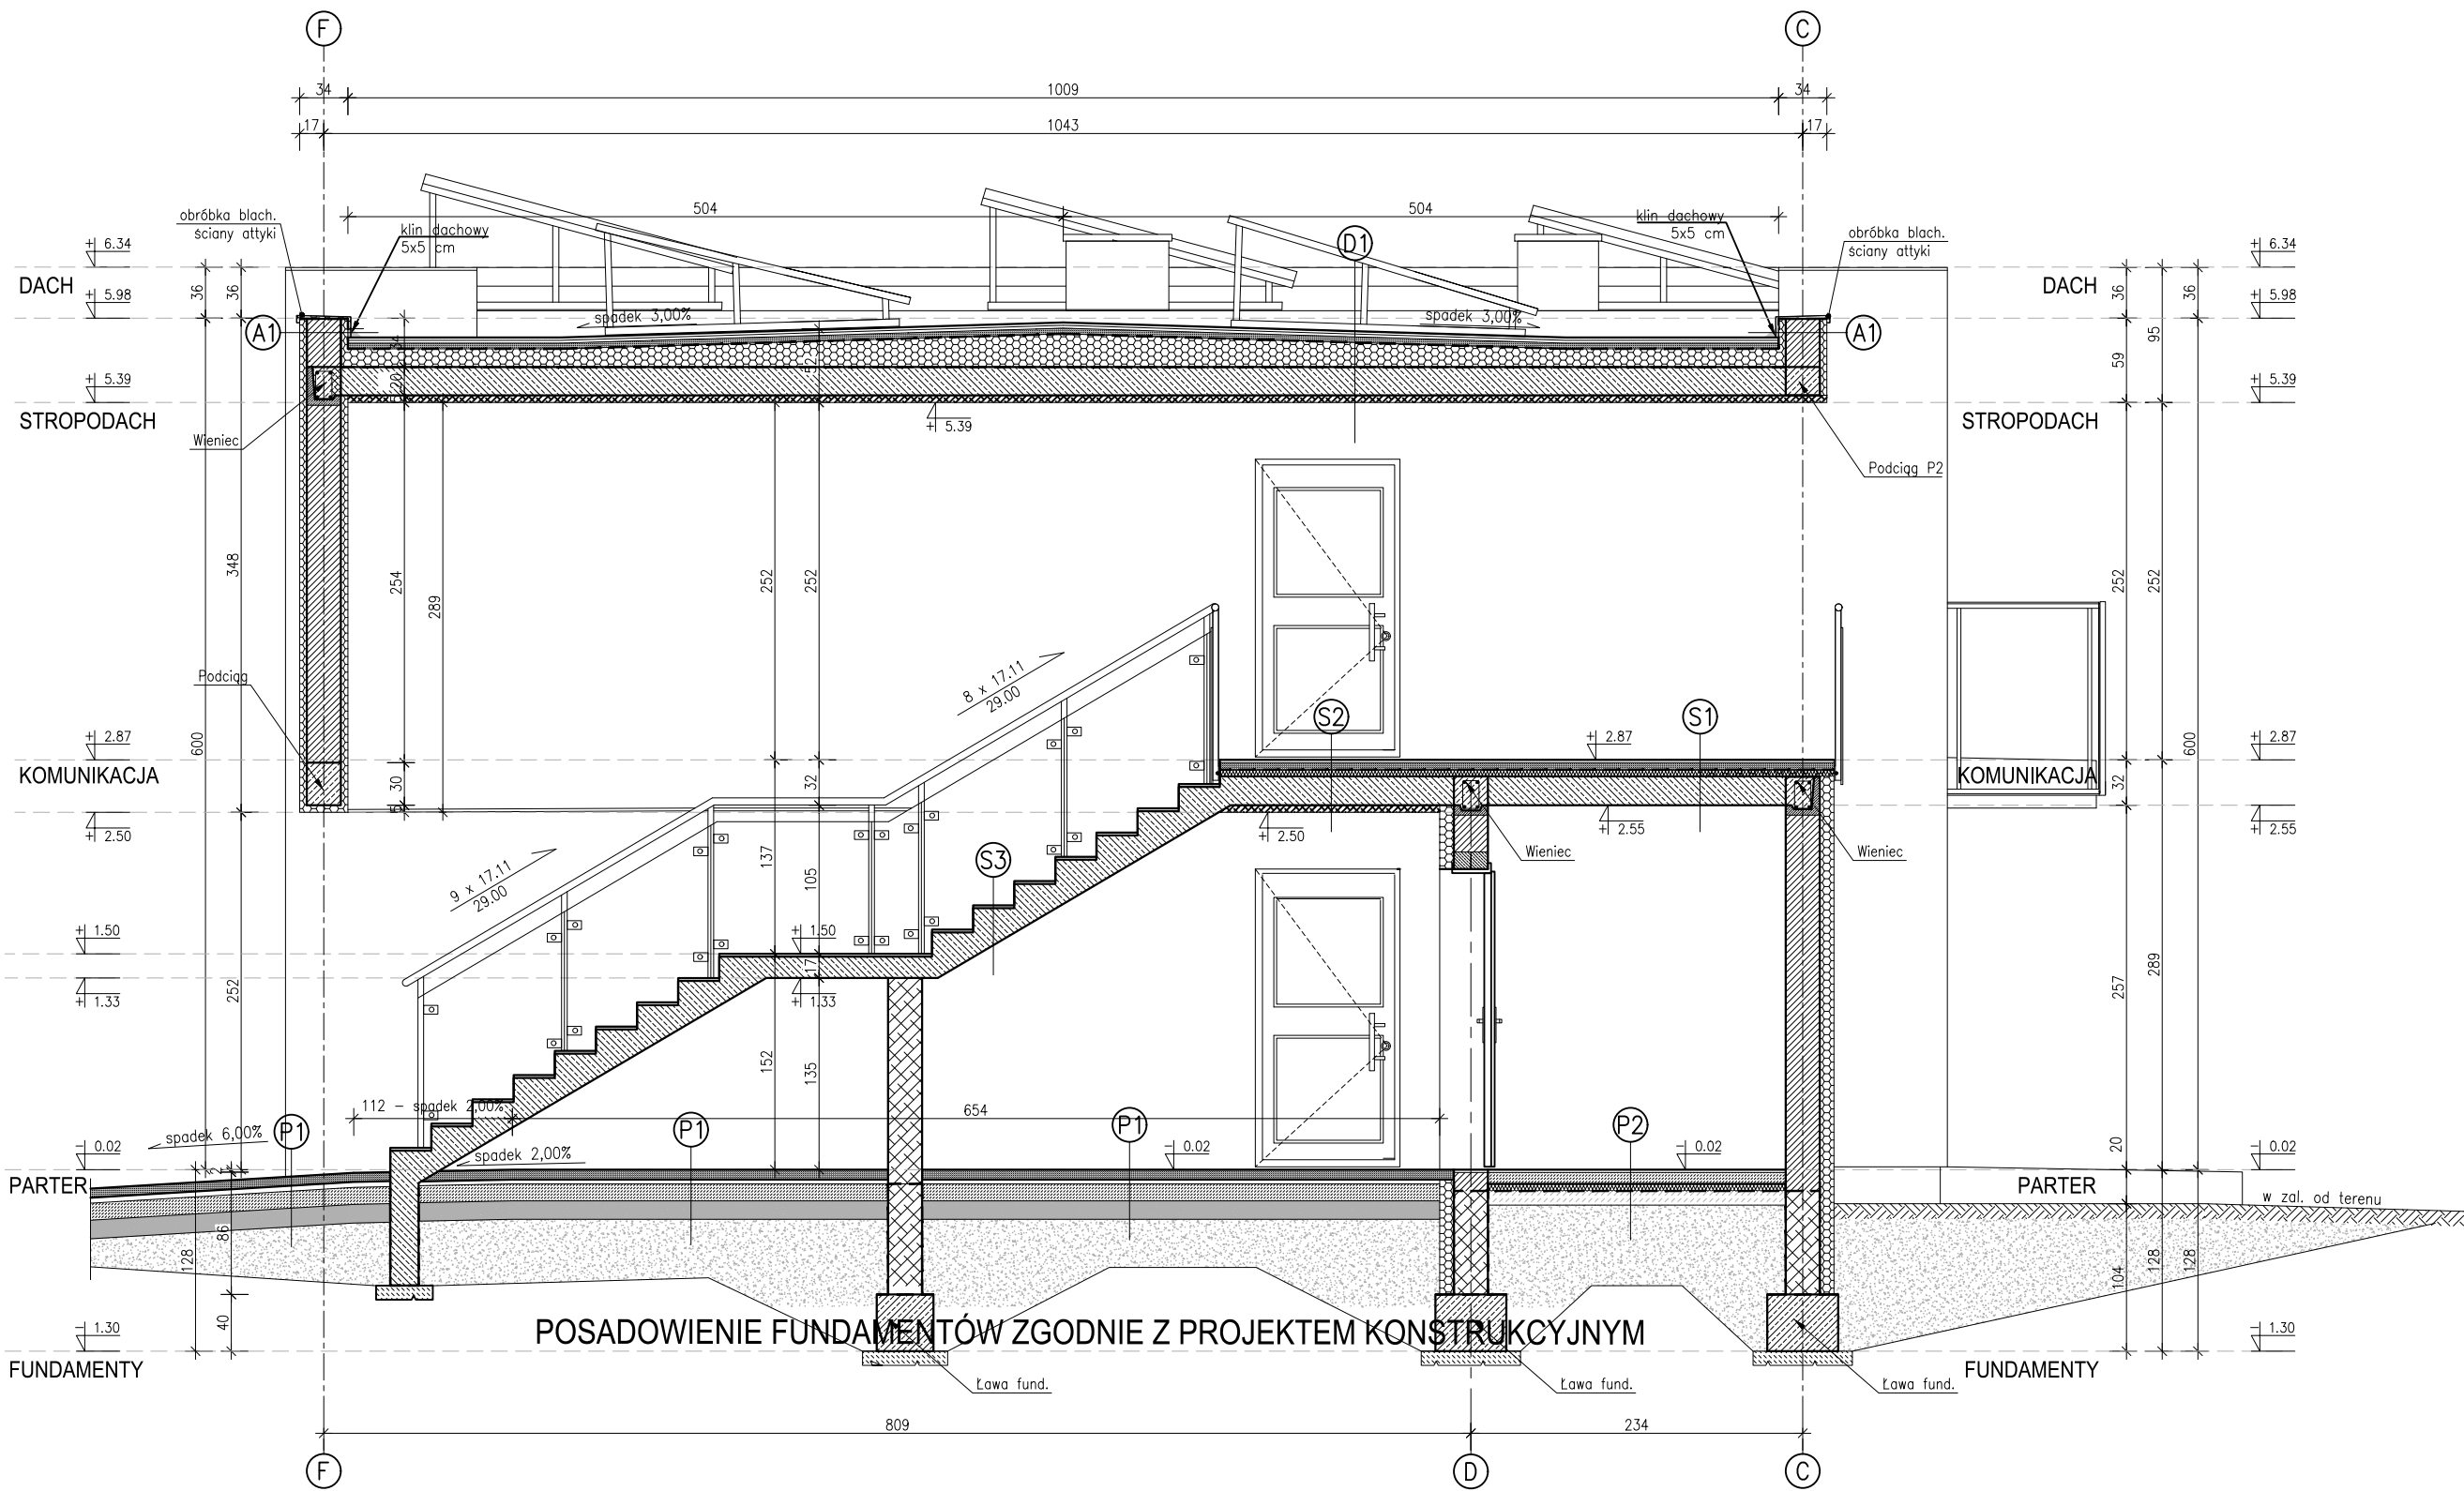 F
C
34
1009
34
17
1043
17
504
504
obróbka blach.
ściany attyki
klin dachowy
5x5 cm
D1
klin dachowy
5x5 cm
obróbka blach.
ściany attyki
+ 6.34
+ 6.34
DACH
DACH
36
36
36
36
+ 5.98
+ 5.98
spadek 3,00%
spadek 3,00%
A1
A1
34
52
59
95
20
+ 5.39
+ 5.39
STROPODACH
STROPODACH
+ 5.39
Wieniec
Podciąg P2
348
254
289
252
252
252
252
8 x 17.11
29.00
Podciąg
S2
S1
+ 2.87
+ 2.87
+ 2.87
600
600
KOMUNIKACJA
KOMUNIKACJA
30
32
32
5
+ 2.50
+ 2.50
+ 2.55
+ 2.55
Wieniec
Wieniec
137
105
S3
9 x 17.11
29.00
+ 1.50
+ 1.50
17
+ 1.33
+ 1.33
252
257
289
152
135
112 – spadek 2,00%
654
spadek 6,00%
P1
P1
P1
P2
- 0.02
- 0.02
- 0.02
- 0.02
20
spadek 2,00%
PARTER
PARTER
w zal. od terenu
86
128
104
128
128
40
- 1.30
- 1.30
POSADOWIENIE FUNDAMENTÓW ZGODNIE Z PROJEKTEM KONSTRUKCYJNYM
FUNDAMENTY
FUNDAMENTY
Ława fund.
Ława fund.
Ława fund.
809
234
F
D
C